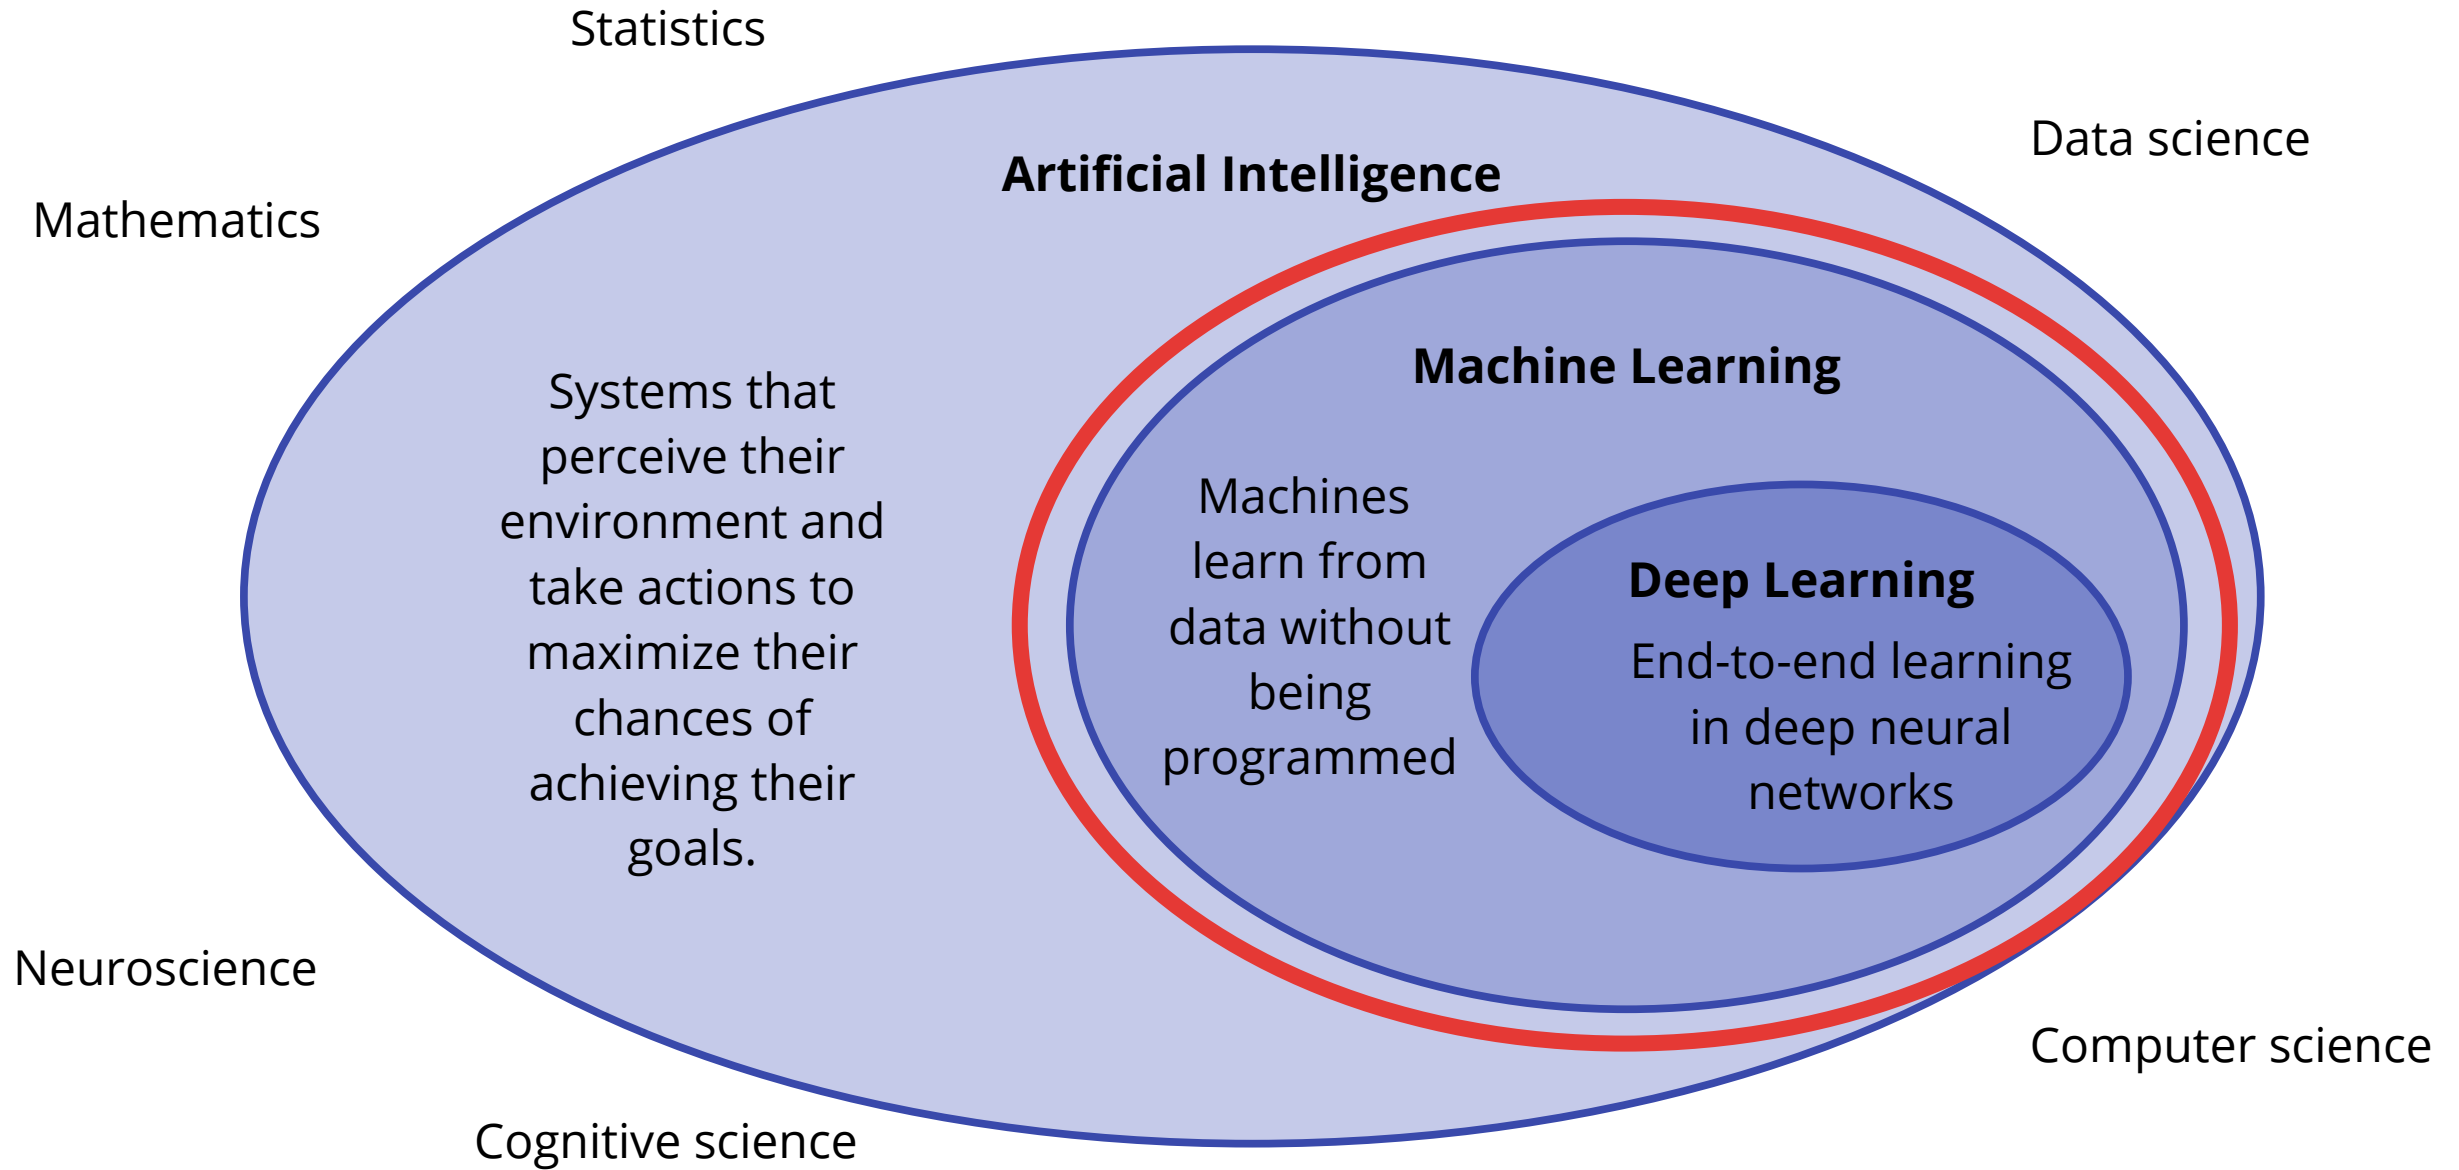 Statistics
Data science
Artificial Intelligence
Mathematics
Machine Learning
Systems that
perceive their
environment and
take actions to
maximize their
chances of
achieving their
goals.
Machines
learn from
data without
being
programmed
Deep Learning
End-to-end learning
in deep neural
networks
Neuroscience
Computer science
Cognitive science